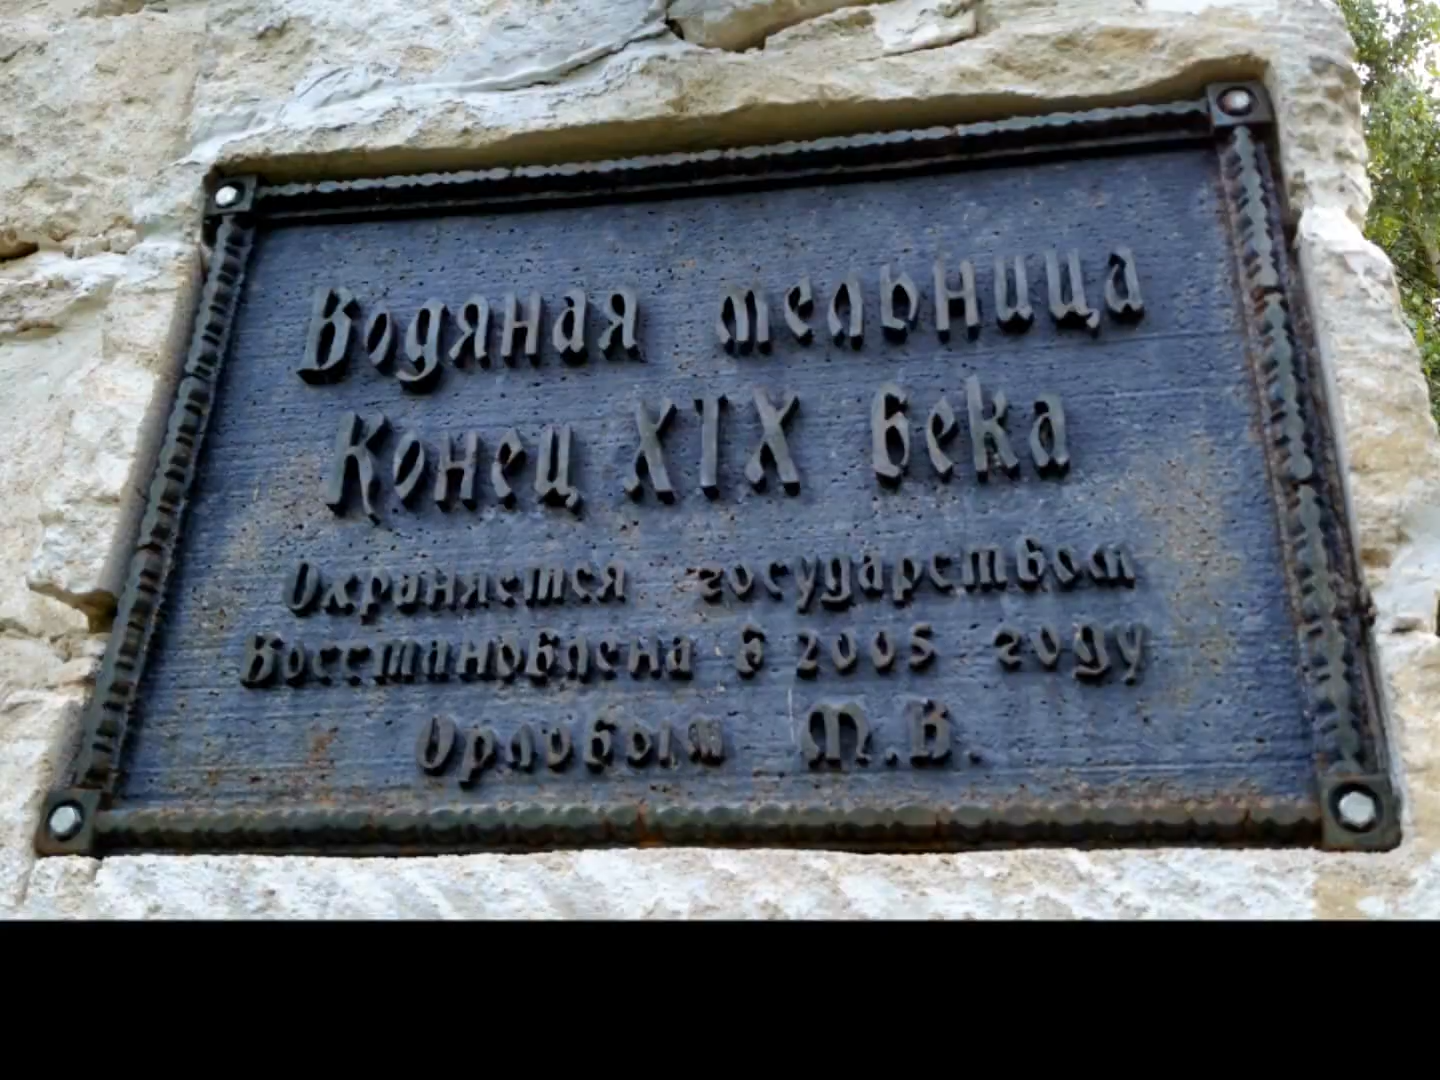 Водяная мельница
Конец XIX века
Охраняется государством
Восстановлена в 2005 году
Орловым М.В.